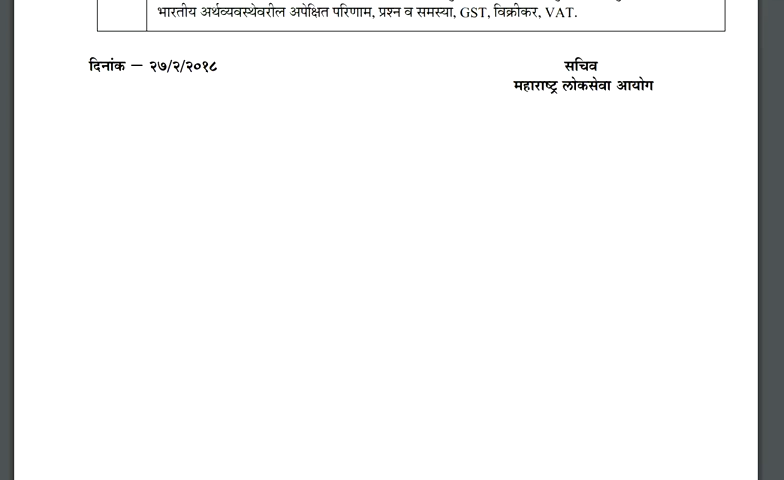 भारतीय अर्थव्यवस्थेवरील अपेक्षित परिणाम, प्रश्न व समस्या, GST, विक्रीकर, VAT.
दिनांक – २७/२/२०१८
सचिव
महाराष्ट्र लोकसेवा आयोग